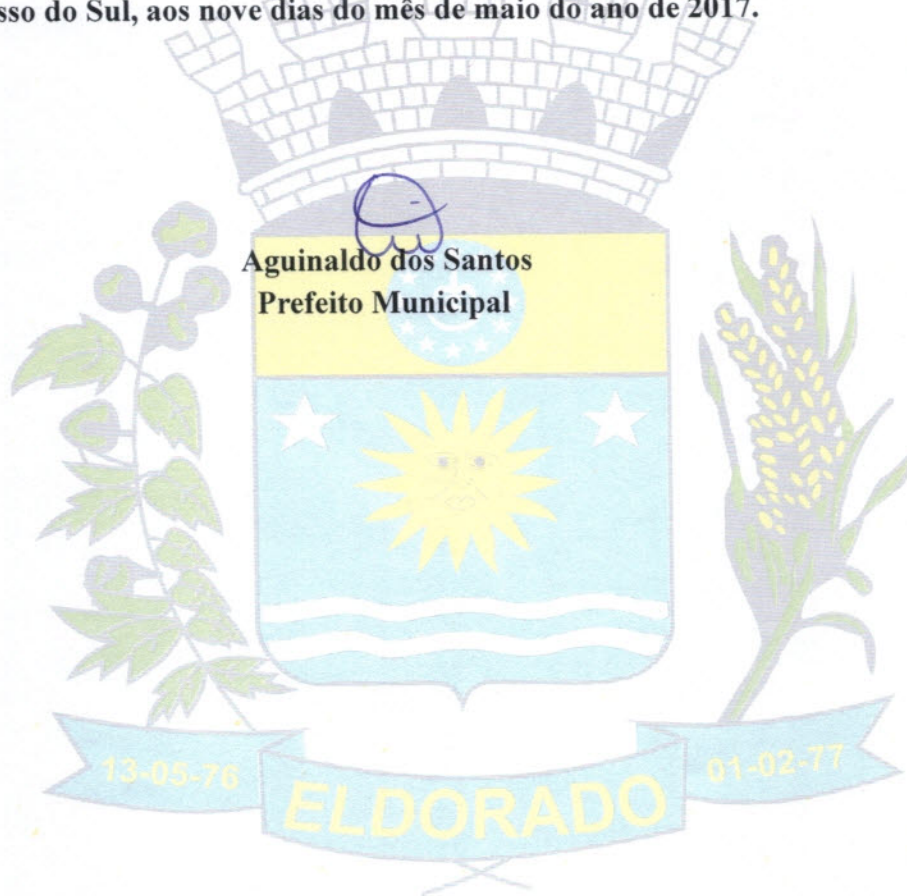 sso do Sul, aos nove dias do mês de maio do ano de 2017.
Aguinaldo dos Santos
Prefeito Municipal
13-05-76
ELDORADO
01-02-77